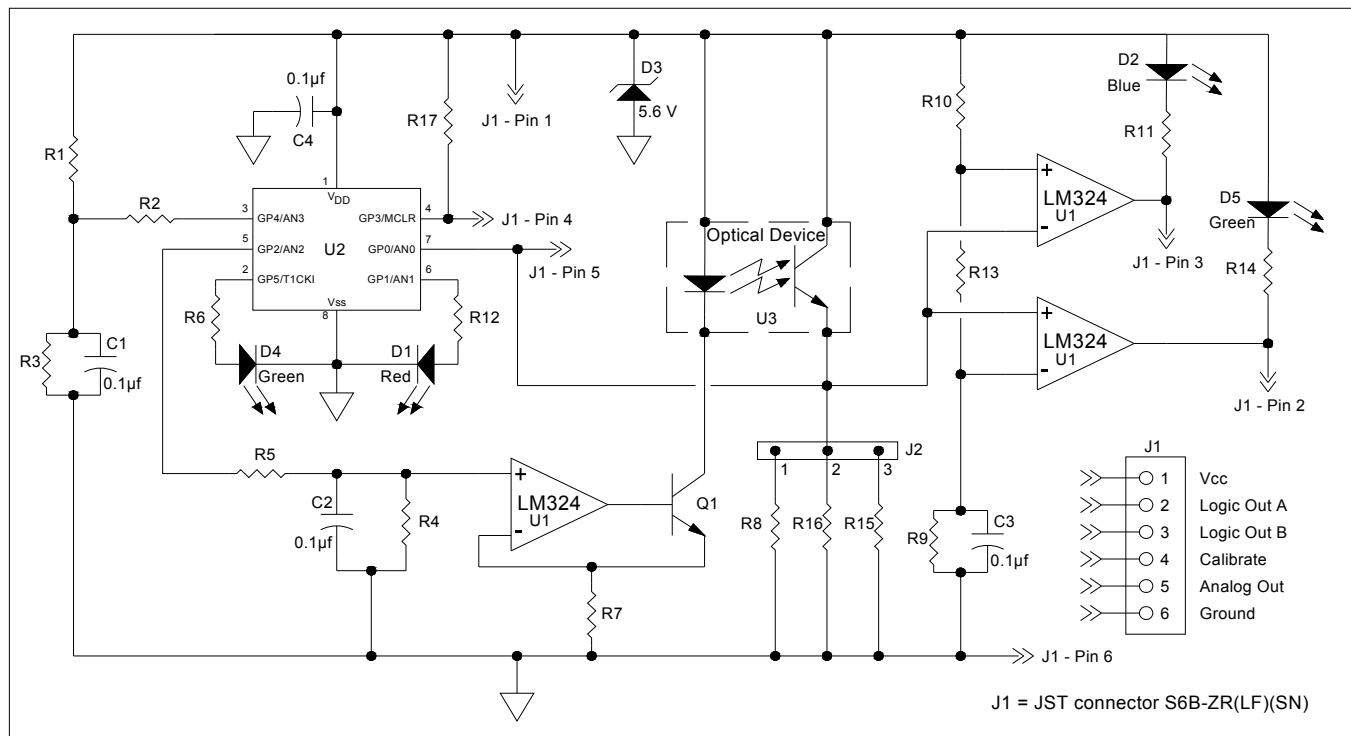 0.1µf
C4
R17
J1 - Pin 1
D3
5.6 V
R10
D2
Blue
R11
R1
R2
1
VDD
3
GP4/AN3
GP3/MCLR
4
J1 - Pin 4
5
GP2/AN2
U2
GP0/AN0
7
J1 - Pin 5
2
GP5/T1CKI
GP1/AN1
6
Vss
8
R6
R12
D4
Green
D1
Red
R3
C1
0.1µf
Optical Device
U3
+
LM324
U1
-
J1 - Pin 3
D5
Green
R14
R13
+
LM324
U1
-
J1 - Pin 2
R5
C2
0.1µf
R4
+
LM324
U1
-
Q1
R7
J2
1
2
3
R8
R16
R15
R9
C3
0.1µf
J1
1
Vcc
2
Logic Out A
3
Logic Out B
4
Calibrate
5
Analog Out
6
Ground
J1 - Pin 6
J1 = JST connector S6B-ZR(LF)(SN)